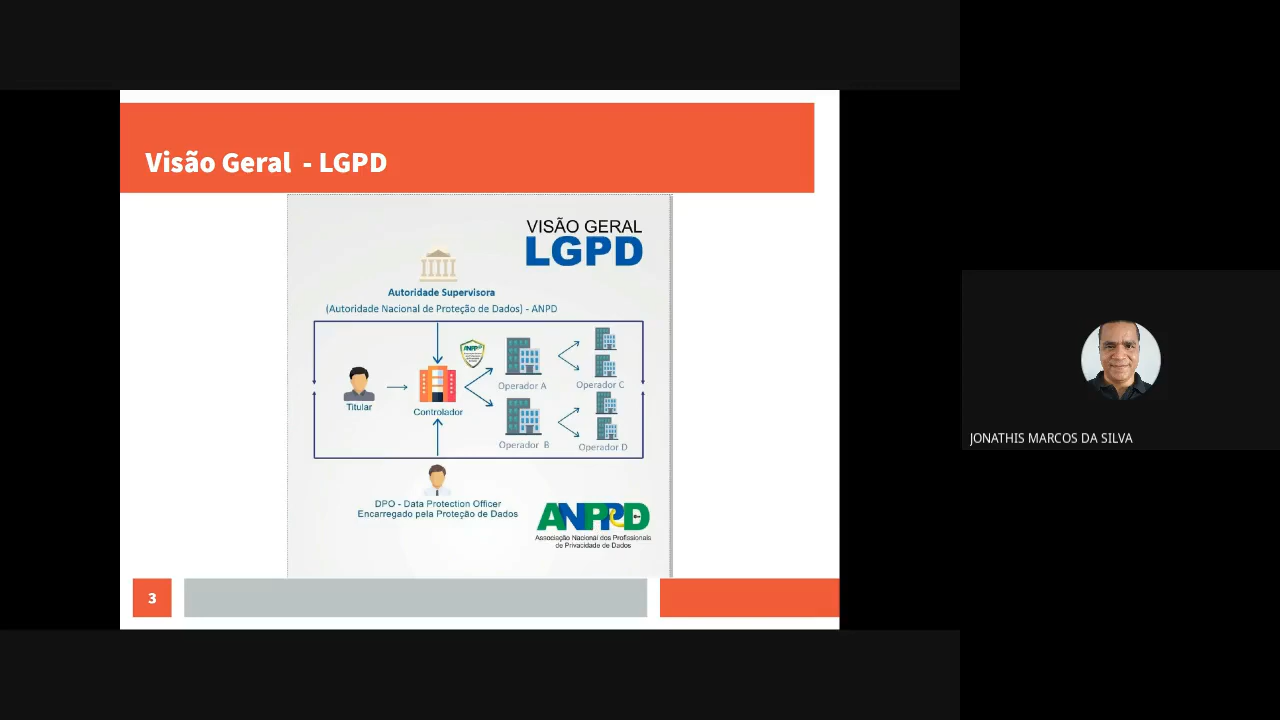 Visão Geral - LGPD
VISÃO GERAL
LGPD
Autoridade Supervisora
(Autoridade Nacional de Proteção de Dados) - ANPD
Titular
Controlador
Operador A
Operador C
Operador B
Operador D
DPO - Data Protection Officer
Encarregado pela Proteção de Dados
ANPPD
Associação Nacional dos Profissionais
de Privacidade de Dados
3
JONATHIS MARCOS DA SILVA